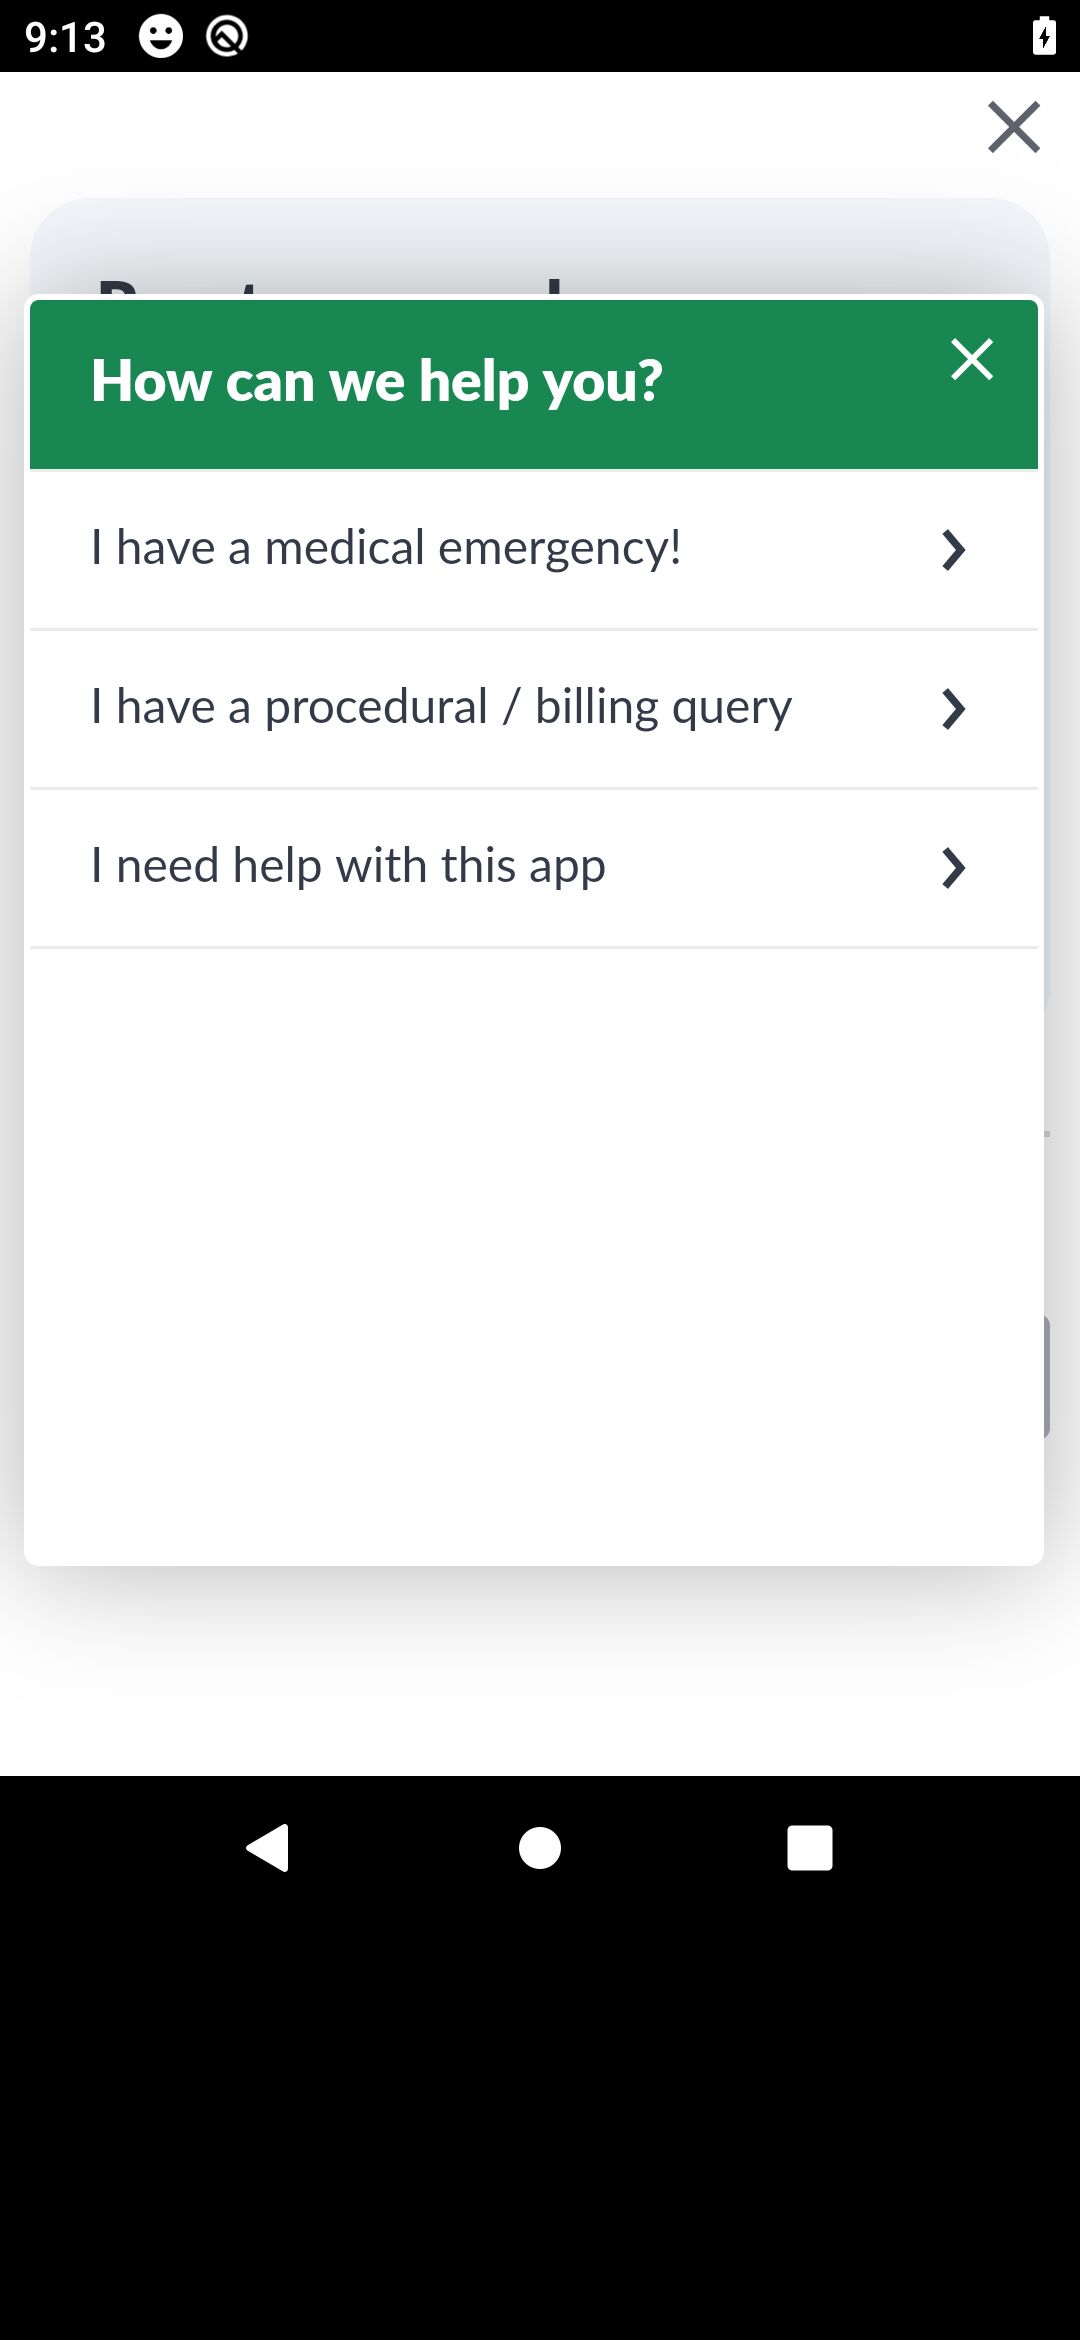 9:13
How can we help you?
I have a medical emergency!
I have a procedural / billing query
I need help with this app